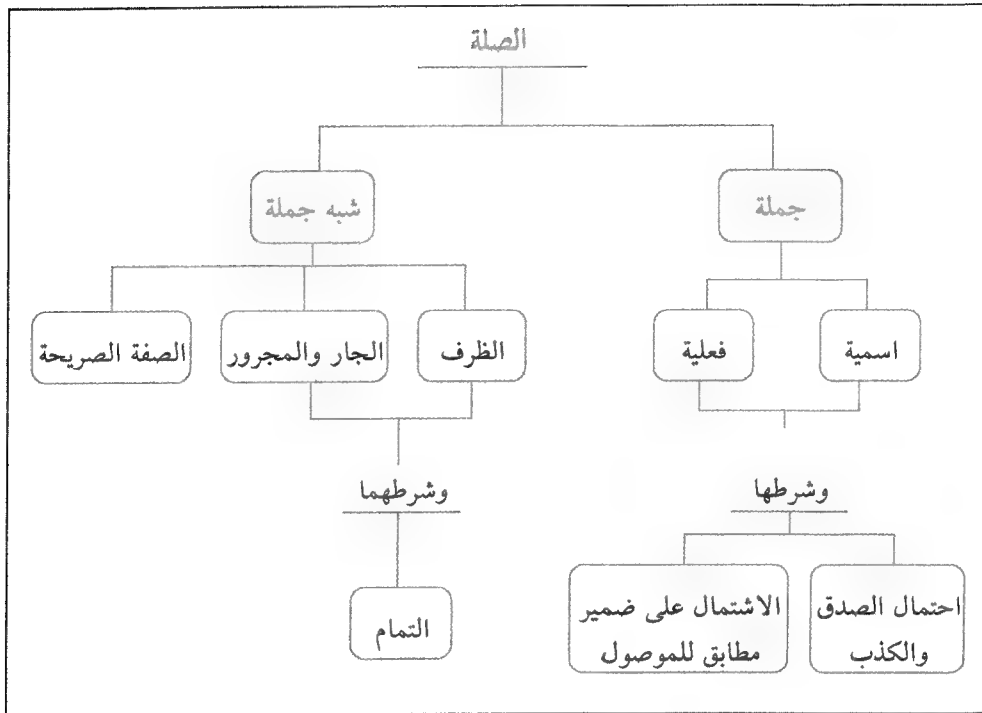 الصلة
جملة
شبه جملة
اسمية
فعلية
الظرف
الجار والمجرور
الصفة الصريحة
وشرطها
وشرطهما
احتمال الصدق
والكذب
الاشتمال على ضمير
مطابق للموصول
التمام